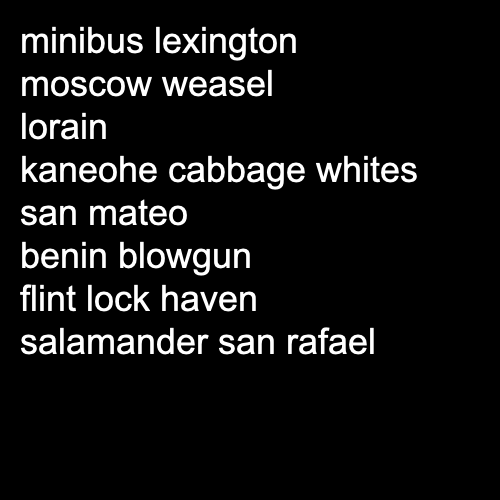 minibus lexington
moscow weasel
lorain
kaneohe cabbage whites
san mateo
benin blowgun
flint lock haven
salamander san rafael